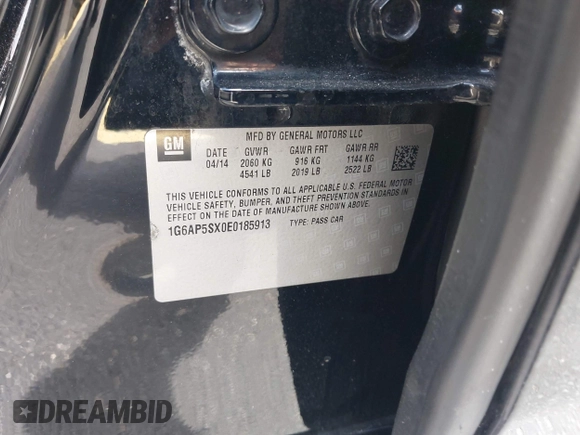 GM
MFD BY GENERAL MOTORS LLC
DATE GVWR GAWR FRT GAWR RR
04/14 2060 KG 916 KG 1144 KG
4541 LB 2019 LB 2522 LB
THIS VEHICLE CONFORMS TO ALL APPLICABLE U.S. FEDERAL MOTOR
VEHICLE SAFETY, BUMPER, AND THEFT PREVENTION STANDARDS IN
EFFECT ON THE DATE OF MANUFACTURE SHOWN ABOVE.
1G6AP5SX0E0185913 TYPE: PASS CAR
DREAMBID